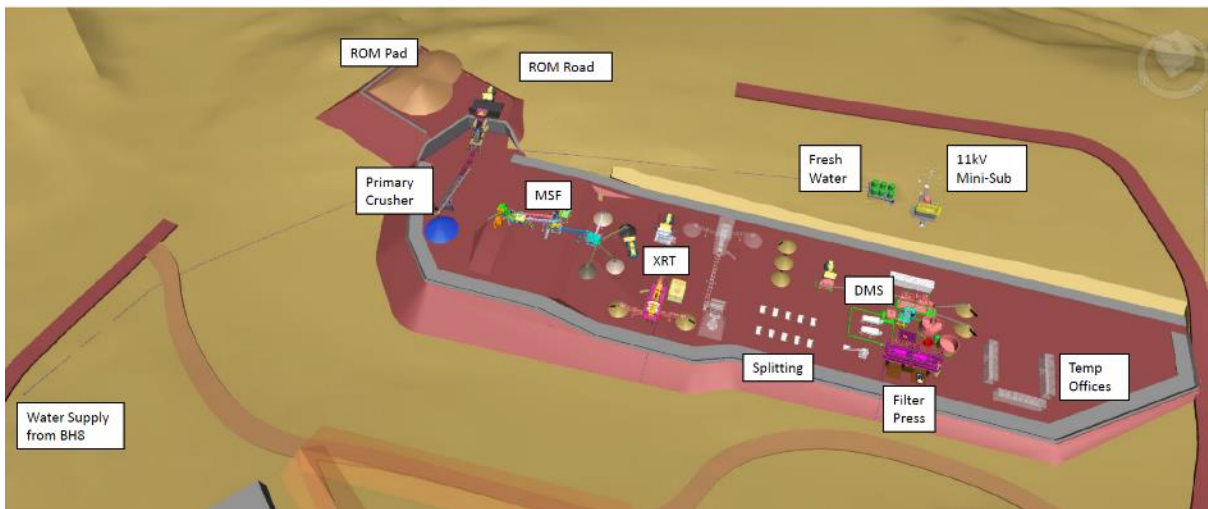 ROM Pad
ROM Road
Primary
Crusher
MSF
XRT
Fresh
Water
11kV
Mini-Sub
DMS
Splitting
Filter
Press
Temp
Offices
Water Supply
from BH8